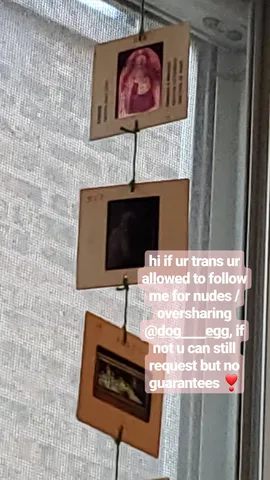 hi if ur trans ur
allowed to follow
me for nudes /
oversharing
@dog____egg, if
not u can still
request but no
guarantees ❣️